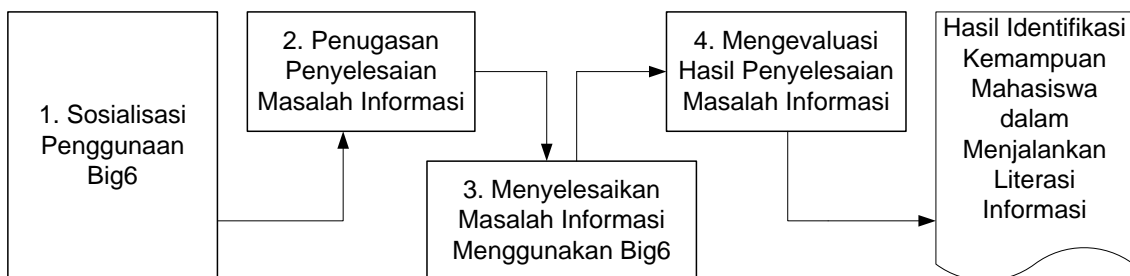 1. Sosialisasi
Penggunaan
Big6
2. Penugasan
Penyelesaian
Masalah Informasi
3. Menyelesaikan
Masalah Informasi
Menggunakan Big6
4. Mengevaluasi
Hasil Penyelesaian
Masalah Informasi
Hasil Identifikasi
Kemampuan
Mahasiswa
dalam
Menjalankan
Literasi
Informasi